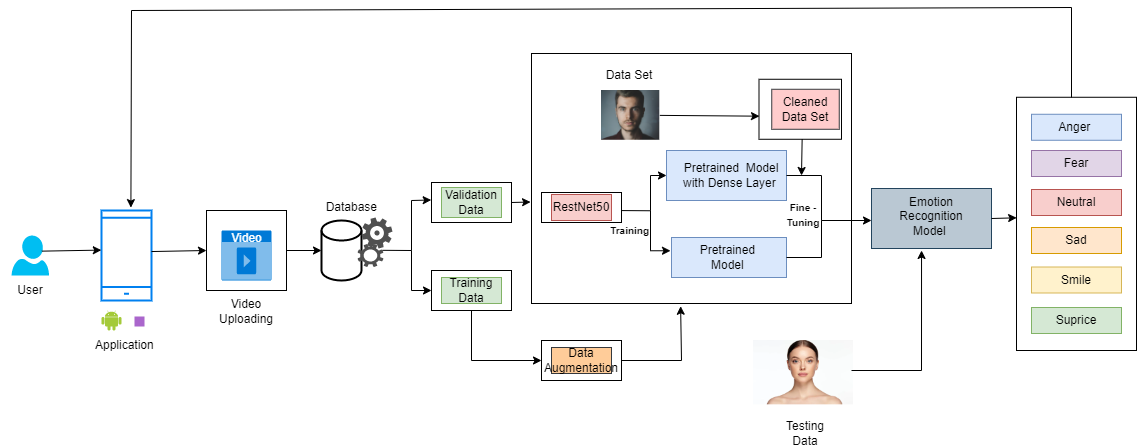 User
Application
Video
Video
Uploading
Database
Validation
Data
Training
Data
Data
Augmentation
Data Set
Cleaned
Data Set
RestNet50
Training
Pretrained Model
with Dense Layer
Pretrained
Model
Fine -
Tuning
Emotion
Recognition
Model
Testing
Data
Anger
Fear
Neutral
Sad
Smile
Suprice